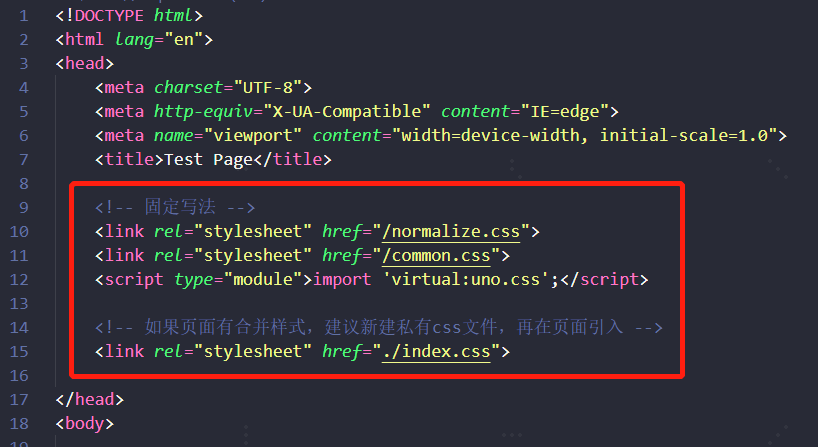 1 <!DOCTYPE html>
2 <html lang="en">
3 <head>
4 <meta charset="UTF-8">
5 <meta http-equiv="X-UA-Compatible" content="IE=edge">
6 <meta name="viewport" content="width=device-width, initial-scale=1.0">
7 <title>Test Page</title>
8
9 <!-- 固定写法 -->
10 <link rel="stylesheet" href="/normalize.css">
11 <link rel="stylesheet" href="/common.css">
12 <script type="module">import 'virtual:uno.css';</script>
13
14 <!-- 如果页面有合并样式，建议新建私有css文件，再在页面引入 -->
15 <link rel="stylesheet" href="./index.css">
16
17 </head>
18 <body>